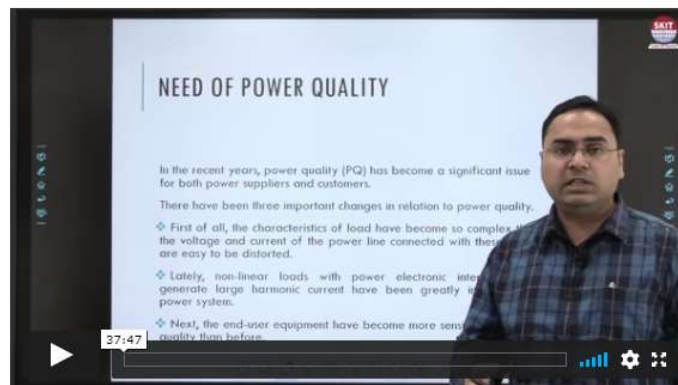 SKIT
NEED OF POWER QUALITY
In the recent years, power quality (PQ) has become a significant issue
for both power suppliers and customers.
There have been three important changes in relation to power quality.
❖ First of all, the characteristics of load have become so complex
the voltage and current of the power line connected with these
are easy to be distorted.
❖ Lately, non-linear loads with power electronic
generate large harmonic current have been greatly
power system.
❖ Next, the end-user equipment have become more
quality than before.
37:47